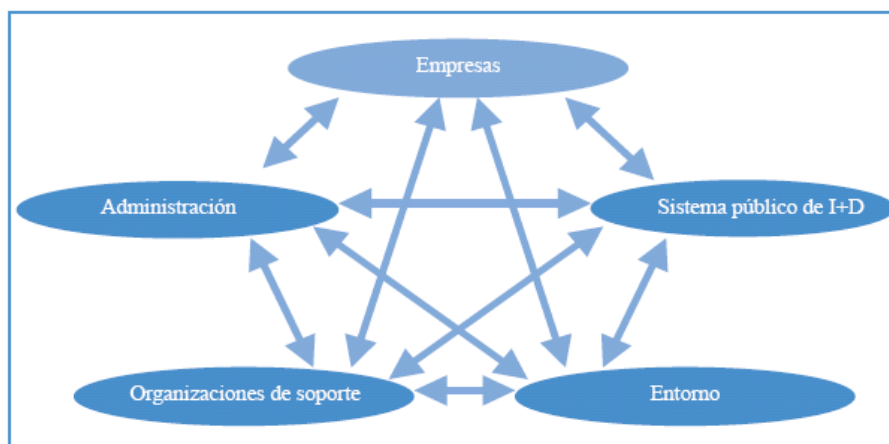 Empresas
Administración
Sistema público de I+D
Organizaciones de soporte
Entorno